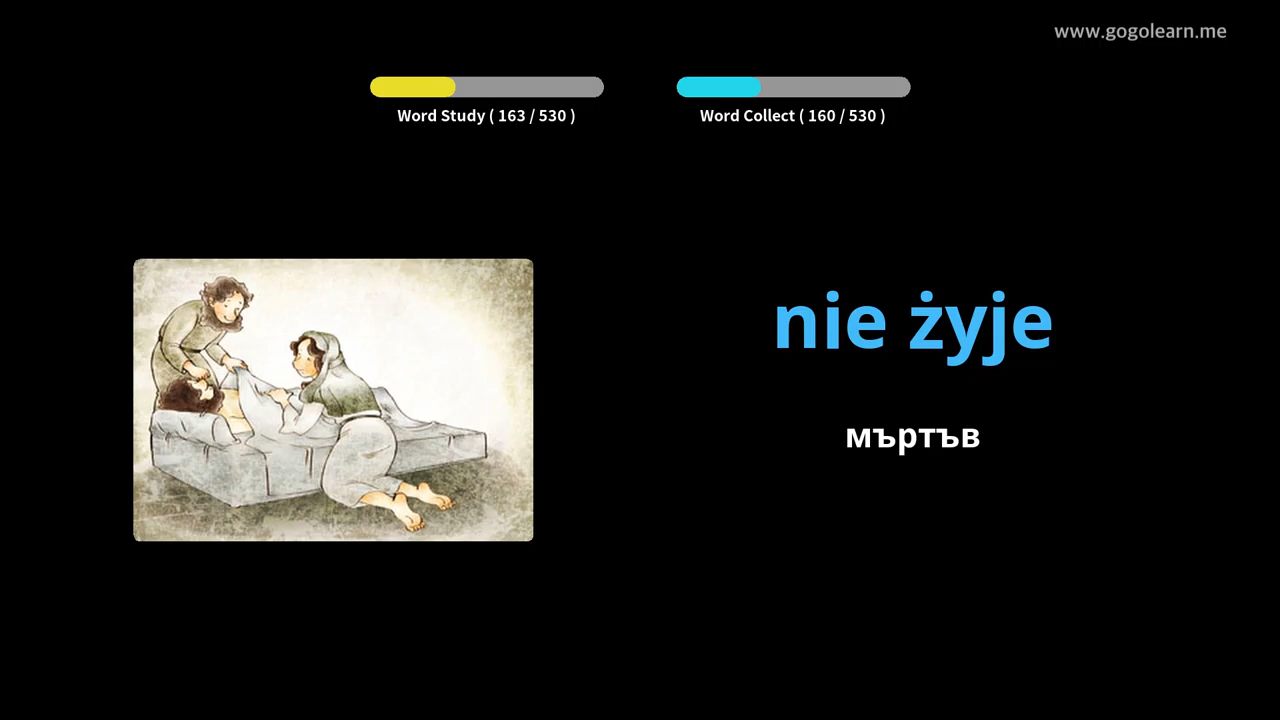 www.gogolearn.me
Word Study ( 163 / 530 )
Word Collect ( 160 / 530 )
nie żyje
мъртъв